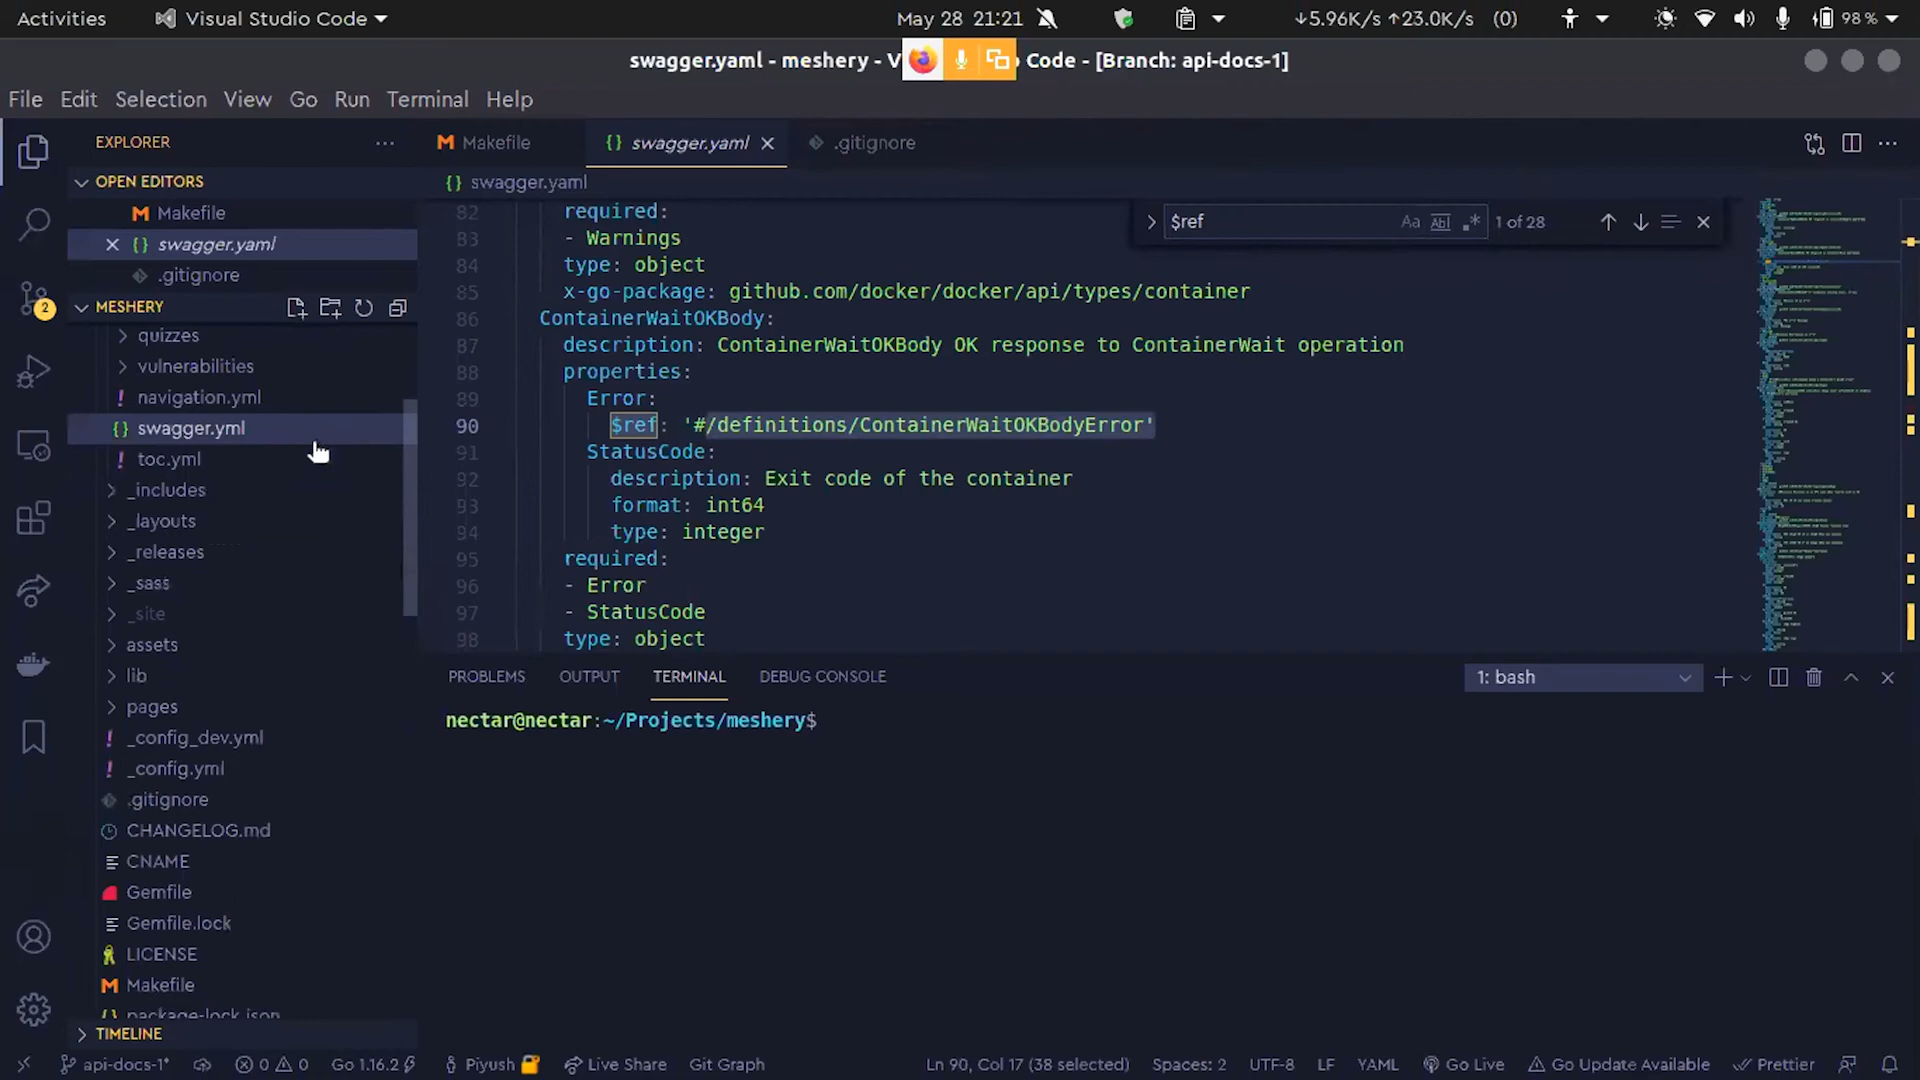 Activities Visual Studio Code May 28 21:21 ↓5.96K/s ↑23.0K/s (0) 98 %
swagger.yaml - meshery - V Code - [Branch: api-docs-1]
File Edit Selection View Go Run Terminal Help
EXPLORER
OPEN EDITORS
Makefile
swagger.yaml
.gitignore
MESHERY
quizzes
vulnerabilities
navigation.yml
swagger.yml
toc.yml
_includes
_layouts
_releases
_sass
_site
assets
lib
pages
_config_dev.yml
_config.yml
.gitignore
CHANGELOG.md
CNAME
Gemfile
Gemfile.lock
LICENSE
Makefile
package-lock.json
TIMELINE
2
Makefile swagger.yaml .gitignore
swagger.yaml
$ref Aa Abl .* 1 of 28
82 required:
83 - Warnings
84 type: object
85 x-go-package: github.com/docker/docker/api/types/container
86 ContainerWaitOKBody:
87 description: ContainerWaitOKBody OK response to ContainerWait operation
88 properties:
89 Error:
90 $ref: '#/definitions/ContainerWaitOKBodyError'
91 StatusCode:
92 description: Exit code of the container
93 format: int64
94 type: integer
95 required:
96 - Error
97 - StatusCode
98 type: object
PROBLEMS OUTPUT TERMINAL DEBUG CONSOLE 1: bash
nectar@nectar:~/Projects/meshery$
api-docs-1* 0 0 Go 1.16.2 Piyush Live Share Git Graph Ln 90, Col 17 (38 selected) Spaces: 2 UTF-8 LF YAML Go Live Go Update Available Prettier